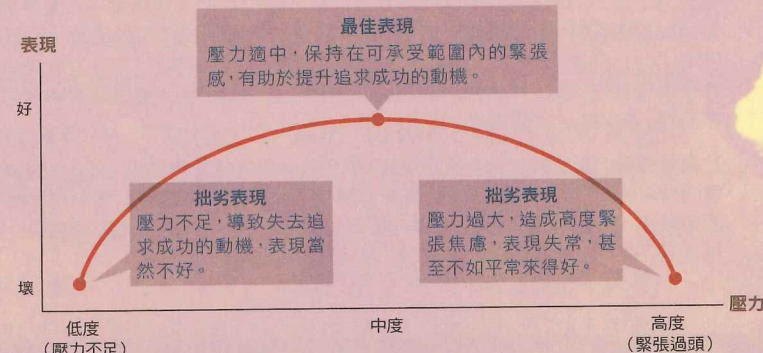 最佳表現
壓力適中，保持在可承受範圍內的緊張
感，有助於提升追求成功的動機。
表現
好
拙劣表現
壓力不足，導致失去追
求成功的動機，表現當
然不好。
拙劣表現
壓力過大，造成高度緊
張焦慮，表現失常，甚
至不如平常來得好。
壞
壓力
低度
（壓力不足）
中度
高度
（緊張過頭）